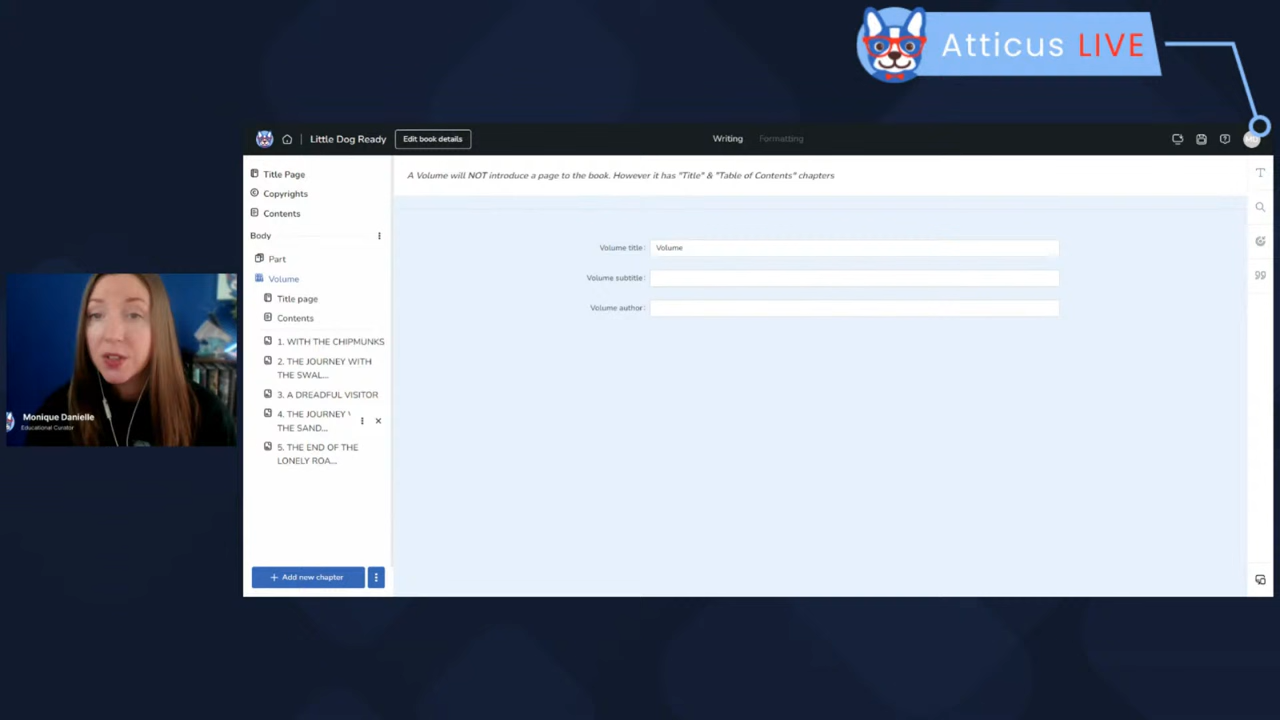 Atticus LIVE
Little Dog Ready
Edit book details
Writing
Formatting
Title Page
Copyrights
Contents
Body
Part
Volume
Title page
Contents
1. WITH THE CHIPMUNKS
2. THE JOURNEY WITH
THE SWAL...
3. A DREADFUL VISITOR
4. THE JOURNEY
THE SAND...
5. THE END OF THE
LONELY ROA...
+ Add new chapter
A Volume will NOT introduce a page to the book. However it has "Title" & "Table of Contents" chapters
Volume title:
Volume
Volume subtitle:
Volume author:
Monique Danielle
Educational Curator